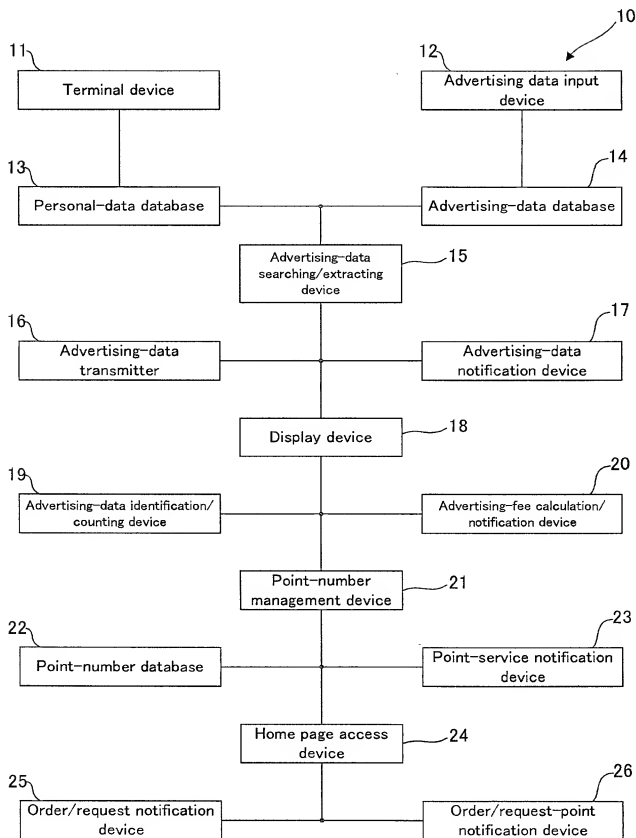 10
11
12
Terminal device
Advertising data input
device
13
14
Personal-data database
Advertising-data database
Advertising-data
searching/extracting
device
15
16
17
Advertising-data
transmitter
Advertising-data
notification device
Display device
18
19
20
Advertising-data identification/
counting device
Advertising-fee calculation/
notification device
Point-number
management device
21
22
23
Point-number database
Point-service notification
device
Home page access
device
24
25
26
Order/request notification
device
Order/request-point
notification device